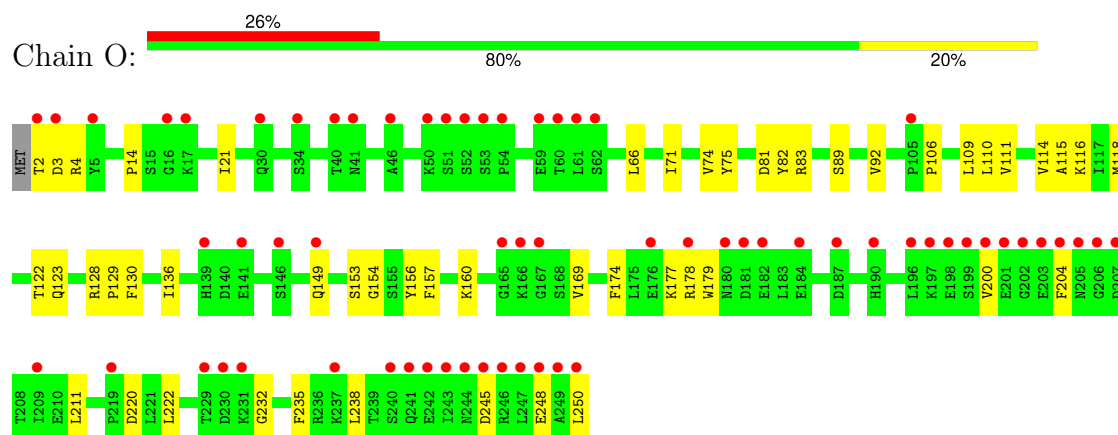 26%
Chain O:
80% 20%
MET T2 D3 R4 Y5 P14 S15 G16 K17 I21 Q30 S34 T40 N41 A46 K50 S51 S52 S53 P54 E59 T60 L61 S62 L66 I71 V74 Y75 D81 Y82 R83 S89 V92 P105 P106 L109 L110 V111 V114 A115 K116 I117 M118
T122 Q123 R128 P129 F130 I136 H139 D140 E141 S146 Q149 S153 G154 S155 Y156 F157 K160 G165 K166 G167 S168 V169 F174 L175 E176 K177 R178 W179 N180 D181 E182 L183 E184 D187 H190 L196 K197 E198 S199 V200 E201 G202 E203 F204 N205 G206 D207
T208 I209 E210 L211 P219 D220 L221 L222 T229 D230 K231 G232 F235 R236 K237 L238 T239 S240 Q241 E242 I243 N244 D245 R246 L247 E248 A249 L250